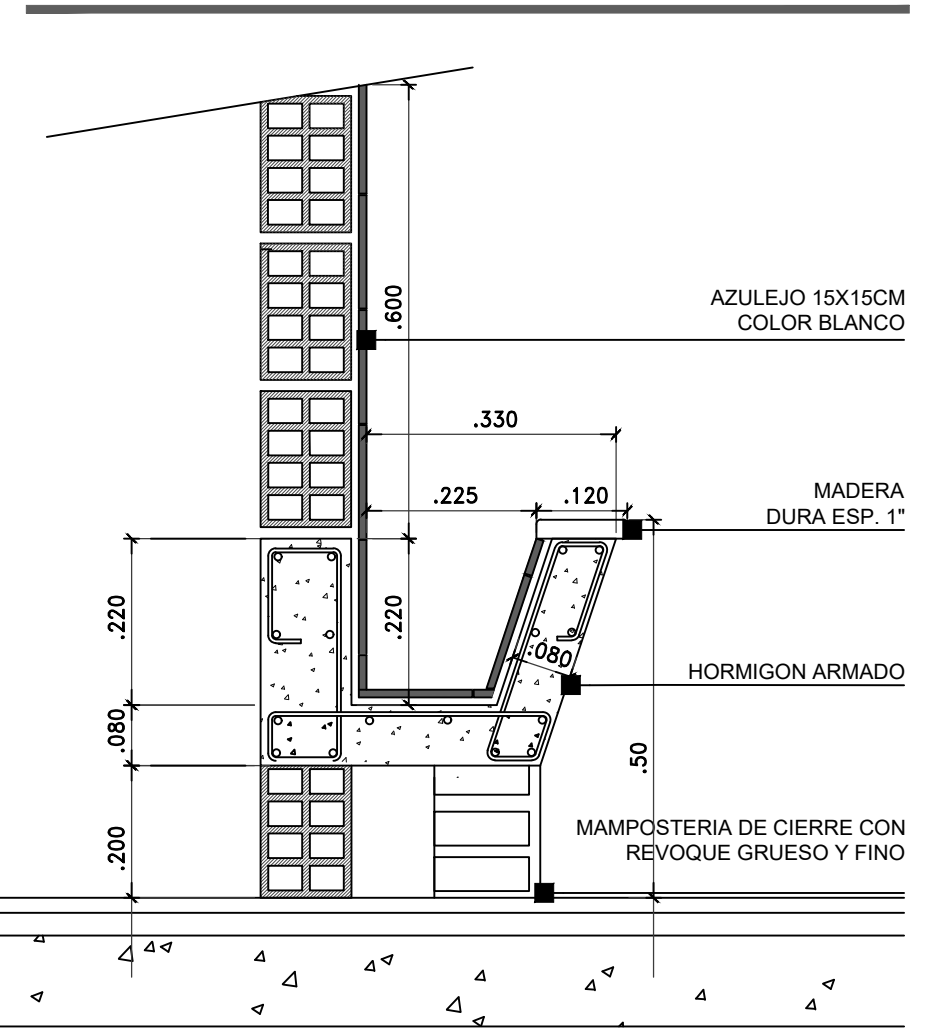 .600
AZULEJO 15X15CM
COLOR BLANCO
.330
.225
.120
MADERA
DURA ESP. 1"
.220
.220
.080
HORMIGON ARMADO
.080
.50
.200
MAMPOSTERIA DE CIERRE CON
REVOQUE GRUESO Y FINO